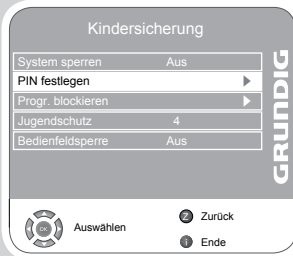 Kindersicherung
System sperren Aus
PIN festlegen
Progr. blockieren
Jugendschutz 4
Bedienfeldsperre Aus
GRUNDIG
OK Auswählen
Z Zurück
i Ende